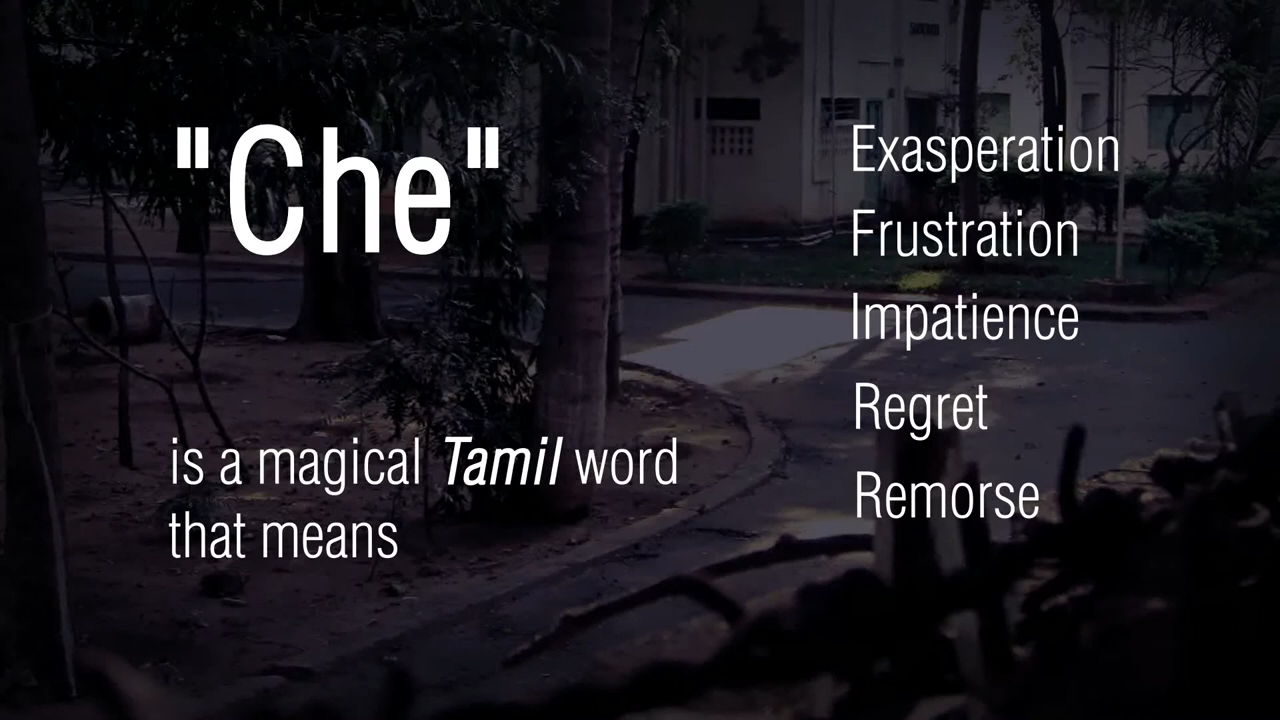 "Che"
is a magical Tamil word
that means
Exasperation
Frustration
Impatience
Regret
Remorse